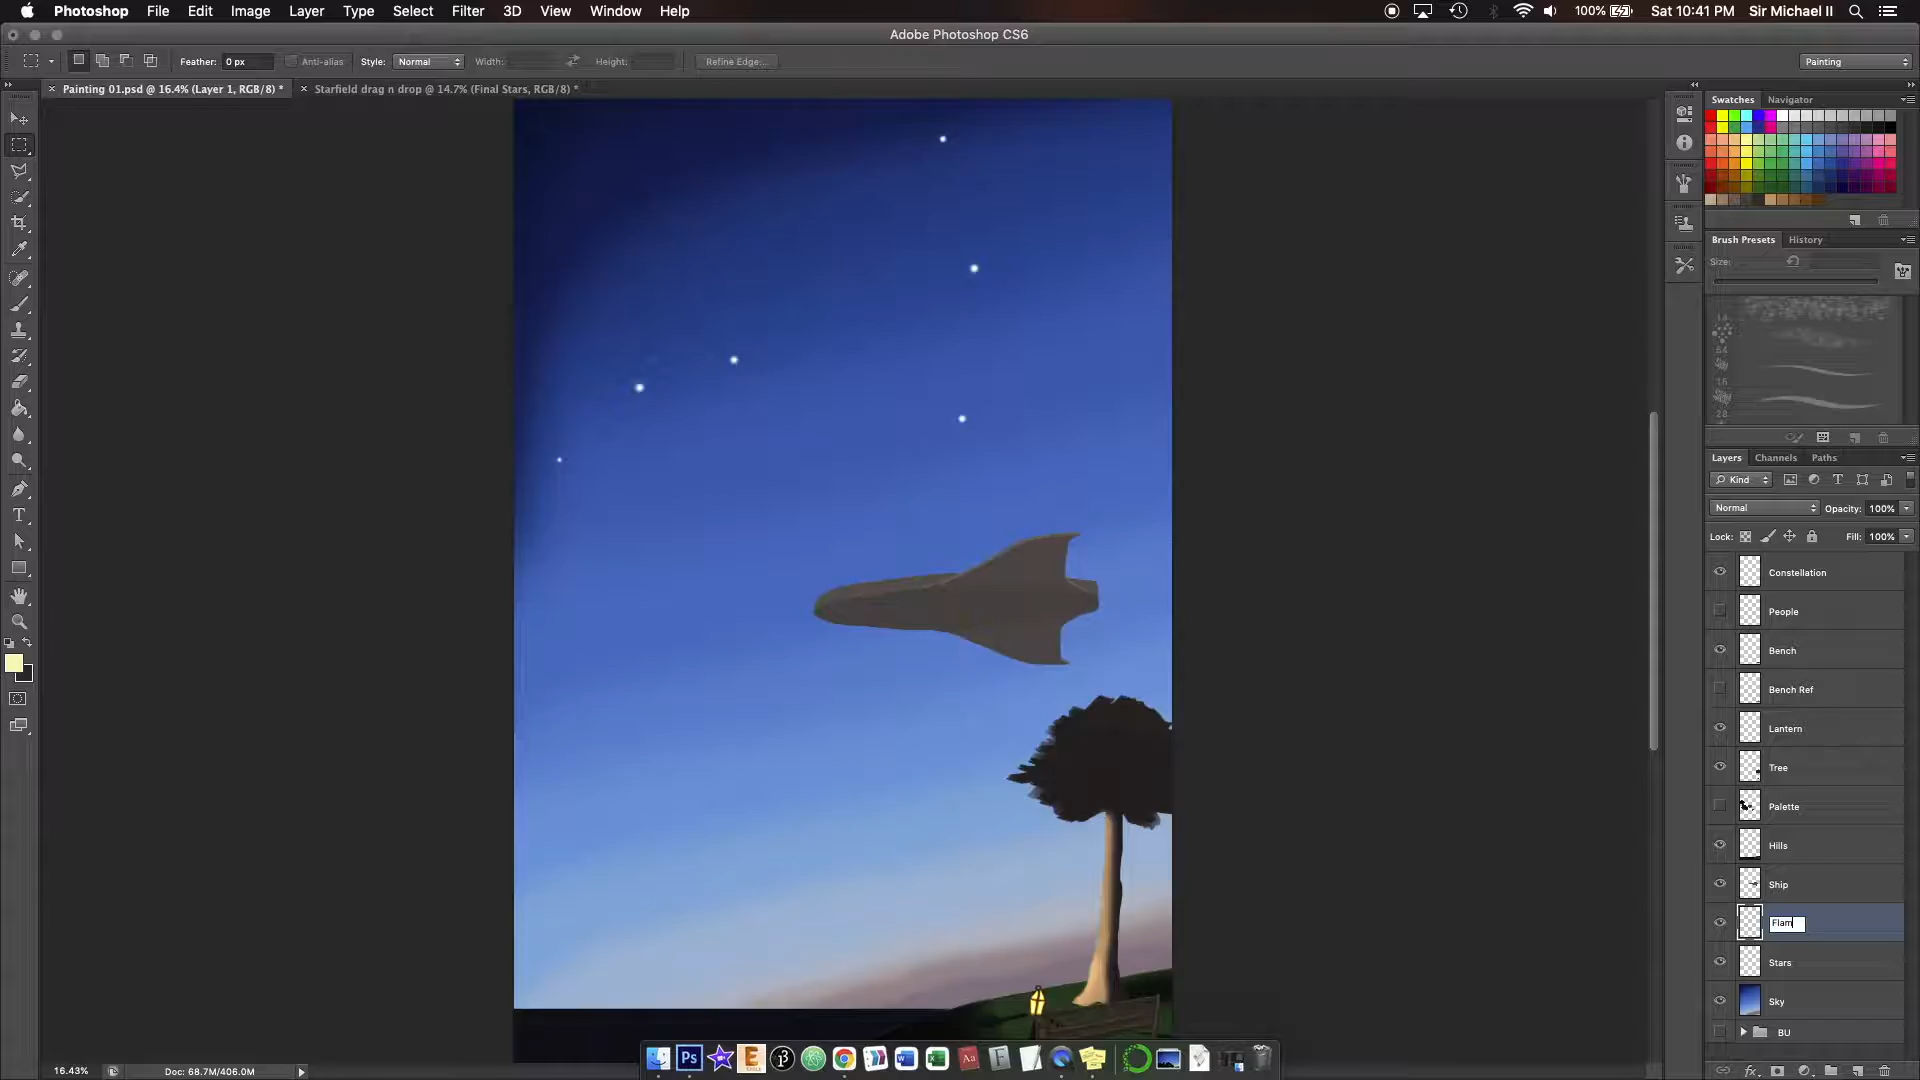 Photoshop File Edit Image Layer Type Select Filter 3D View Window Help 100% Sat 10:41 PM Sir Michael II
Adobe Photoshop CS6
Feather: 0 px Anti-alias Style: Normal Width: Height: Refine Edge... Painting
Painting 01.psd @ 16.4% (Layer 1, RGB/8) * Starfield drag n drop @ 14.7% (Final Stars, RGB/8) *
Swatches Navigator
Brush Presets History
Size:
14
54
15
28
Layers Channels Paths
Kind
Normal Opacity: 100%
Lock: Fill: 100%
Constellation
People
Bench
Bench Ref
Lantern
Tree
Palette
Hills
Ship
Flam
Stars
Sky
BU
16.43% Doc: 68.7M/406.0M